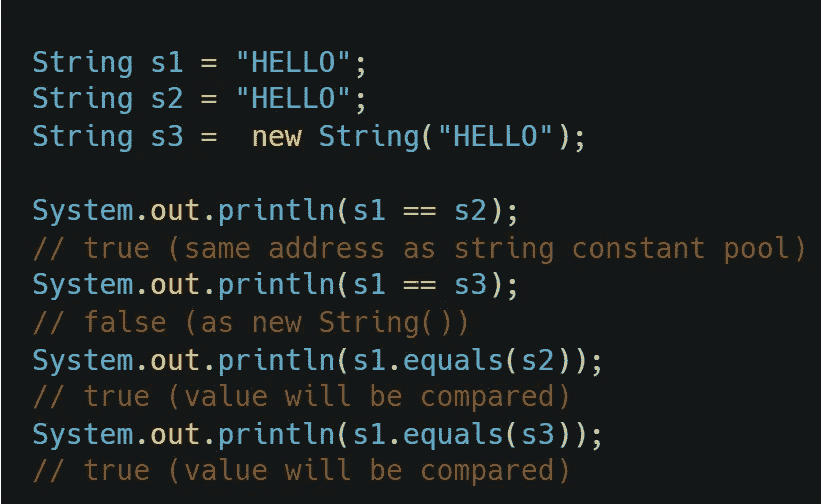 String s1 = "HELLO";
String s2 = "HELLO";
String s3 =  new String("HELLO");
System.out.println(s1 == s2);
// true (same address as string constant pool)
System.out.println(s1 == s3);
// false (as new String())
System.out.println(s1.equals(s2));
// true (value will be compared)
System.out.println(s1.equals(s3));
// true (value will be compared)